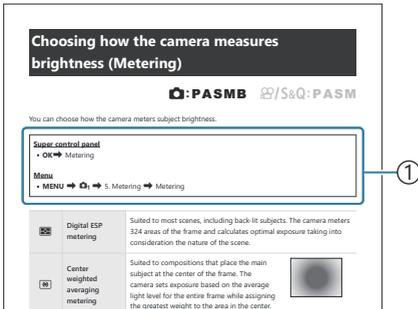 Choosing how the camera measures
brightness (Metering)
:PASMB /S&Q:PASM
You can choose how the camera meters subject brightness.
Super control panel
• OK➡ Metering
Menu
• MENU ➡ 1 ➡ 5. Metering ➡ Metering
1
Digital ESP
metering
Suited to most scenes, including back-lit subjects. The camera meters
324 areas of the frame and calculates optimal exposure taking into
consideration the nature of the scene.
Center
weighted
averaging
metering
Suited to compositions that place the main
subject at the center of the frame. The
camera sets exposure based on the average
light level for the entire frame while assigning
the greatest weight to the area in the center.